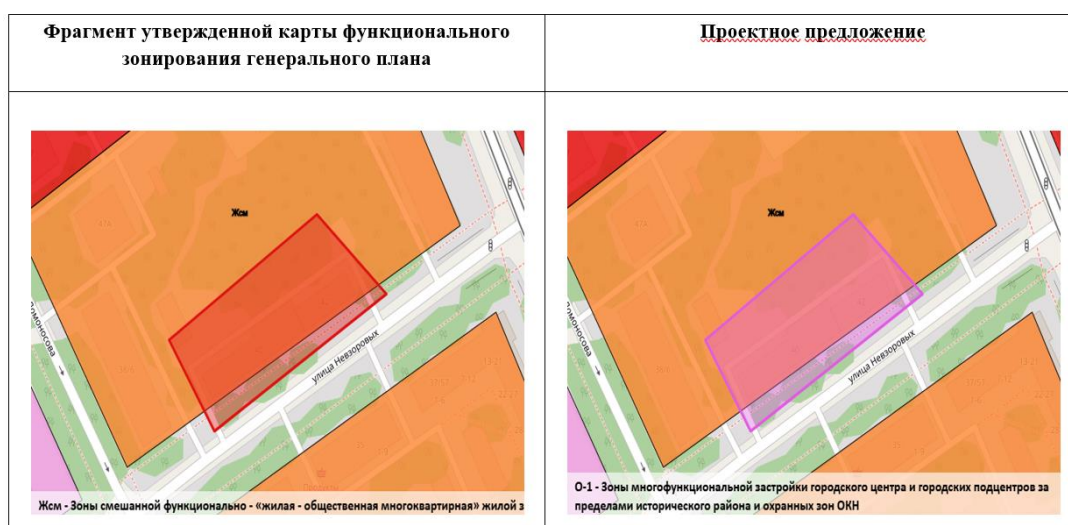 Фрагмент утвержденной карты функционального
зонирования генерального плана
Проектное предложение
Жсм
Ломоносова
улица Невзоровых
Жсм - Зоны смешанной функционально - «жилая - общественная многоквартирная» жилой з
Жсм
Ломоносова
улица Невзоровых
О-1 - Зоны многофункциональной застройки городского центра и городских подцентров за
пределами исторического района и охранных зон ОКН